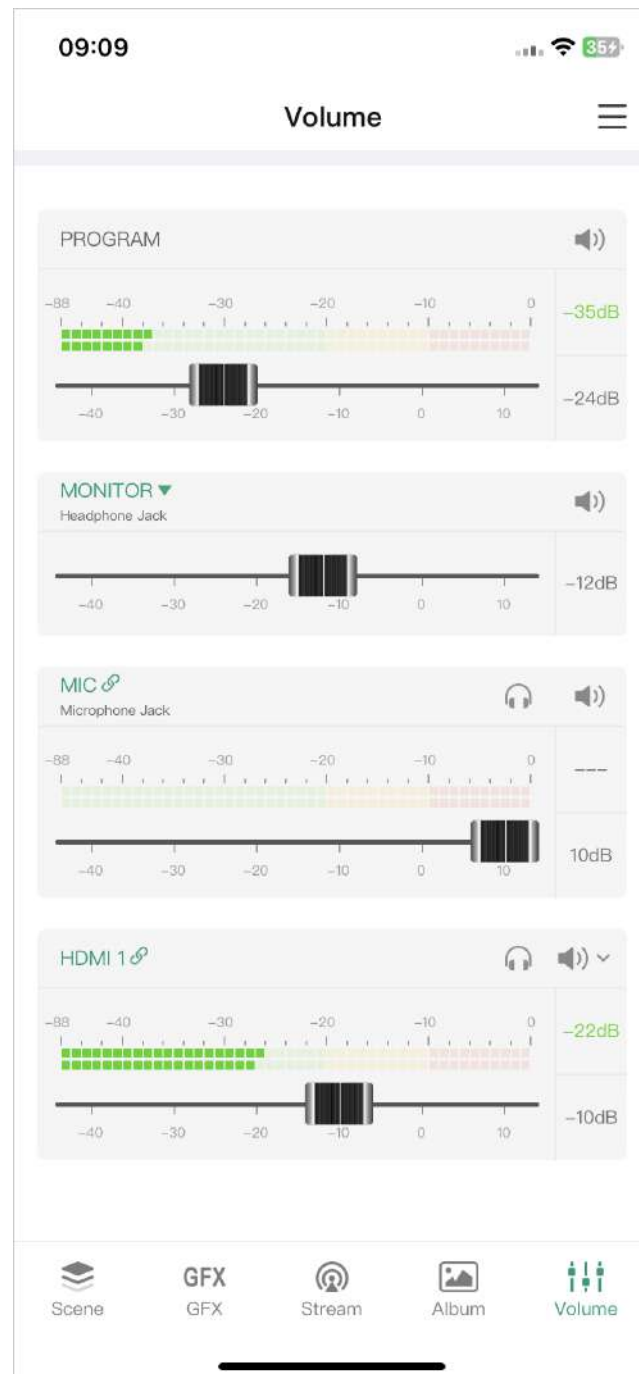 09:09
35
Volume
PROGRAM
-88 -40 -30 -20 -10 0
-35dB
-40 -30 -20 -10 0 10
-24dB
MONITOR
Headphone Jack
-40 -30 -20 -10 0 10
-12dB
MIC
Microphone Jack
-88 -40 -30 -20 -10 0
---
-40 -30 -20 -10 0 10
10dB
HDMI 1
-88 -40 -30 -20 -10 0
-22dB
-40 -30 -20 -10 0 10
-10dB
GFX
Scene GFX Stream Album Volume